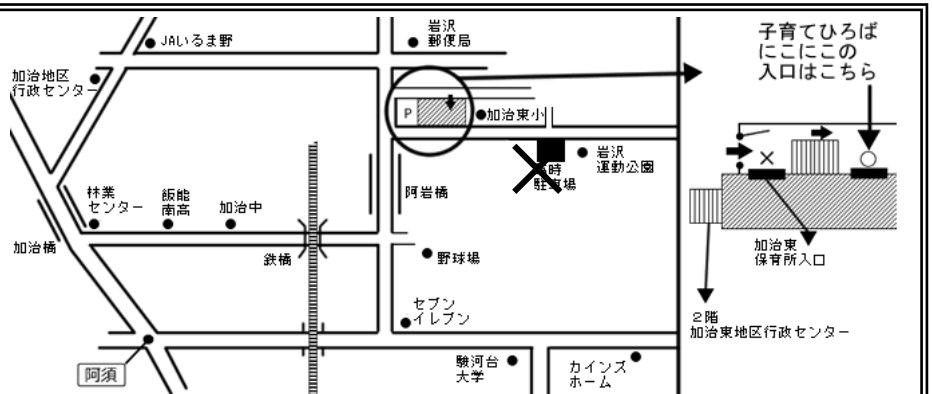 岩沢
郵便局
JAいるま野
加治地区
行政センター
子育てひろば
にこにこの
入口はこちら
P
加治東小
岩沢
運動公園
時
駐車場
林業
センター
飯能
南高
加治中
阿岩橋
加治橋
鉄橋
野球場
加治東
保育所入口
セブン
イレブン
2階
加治東地区行政センター
阿須
駿河台
大学
カインズ
ホーム